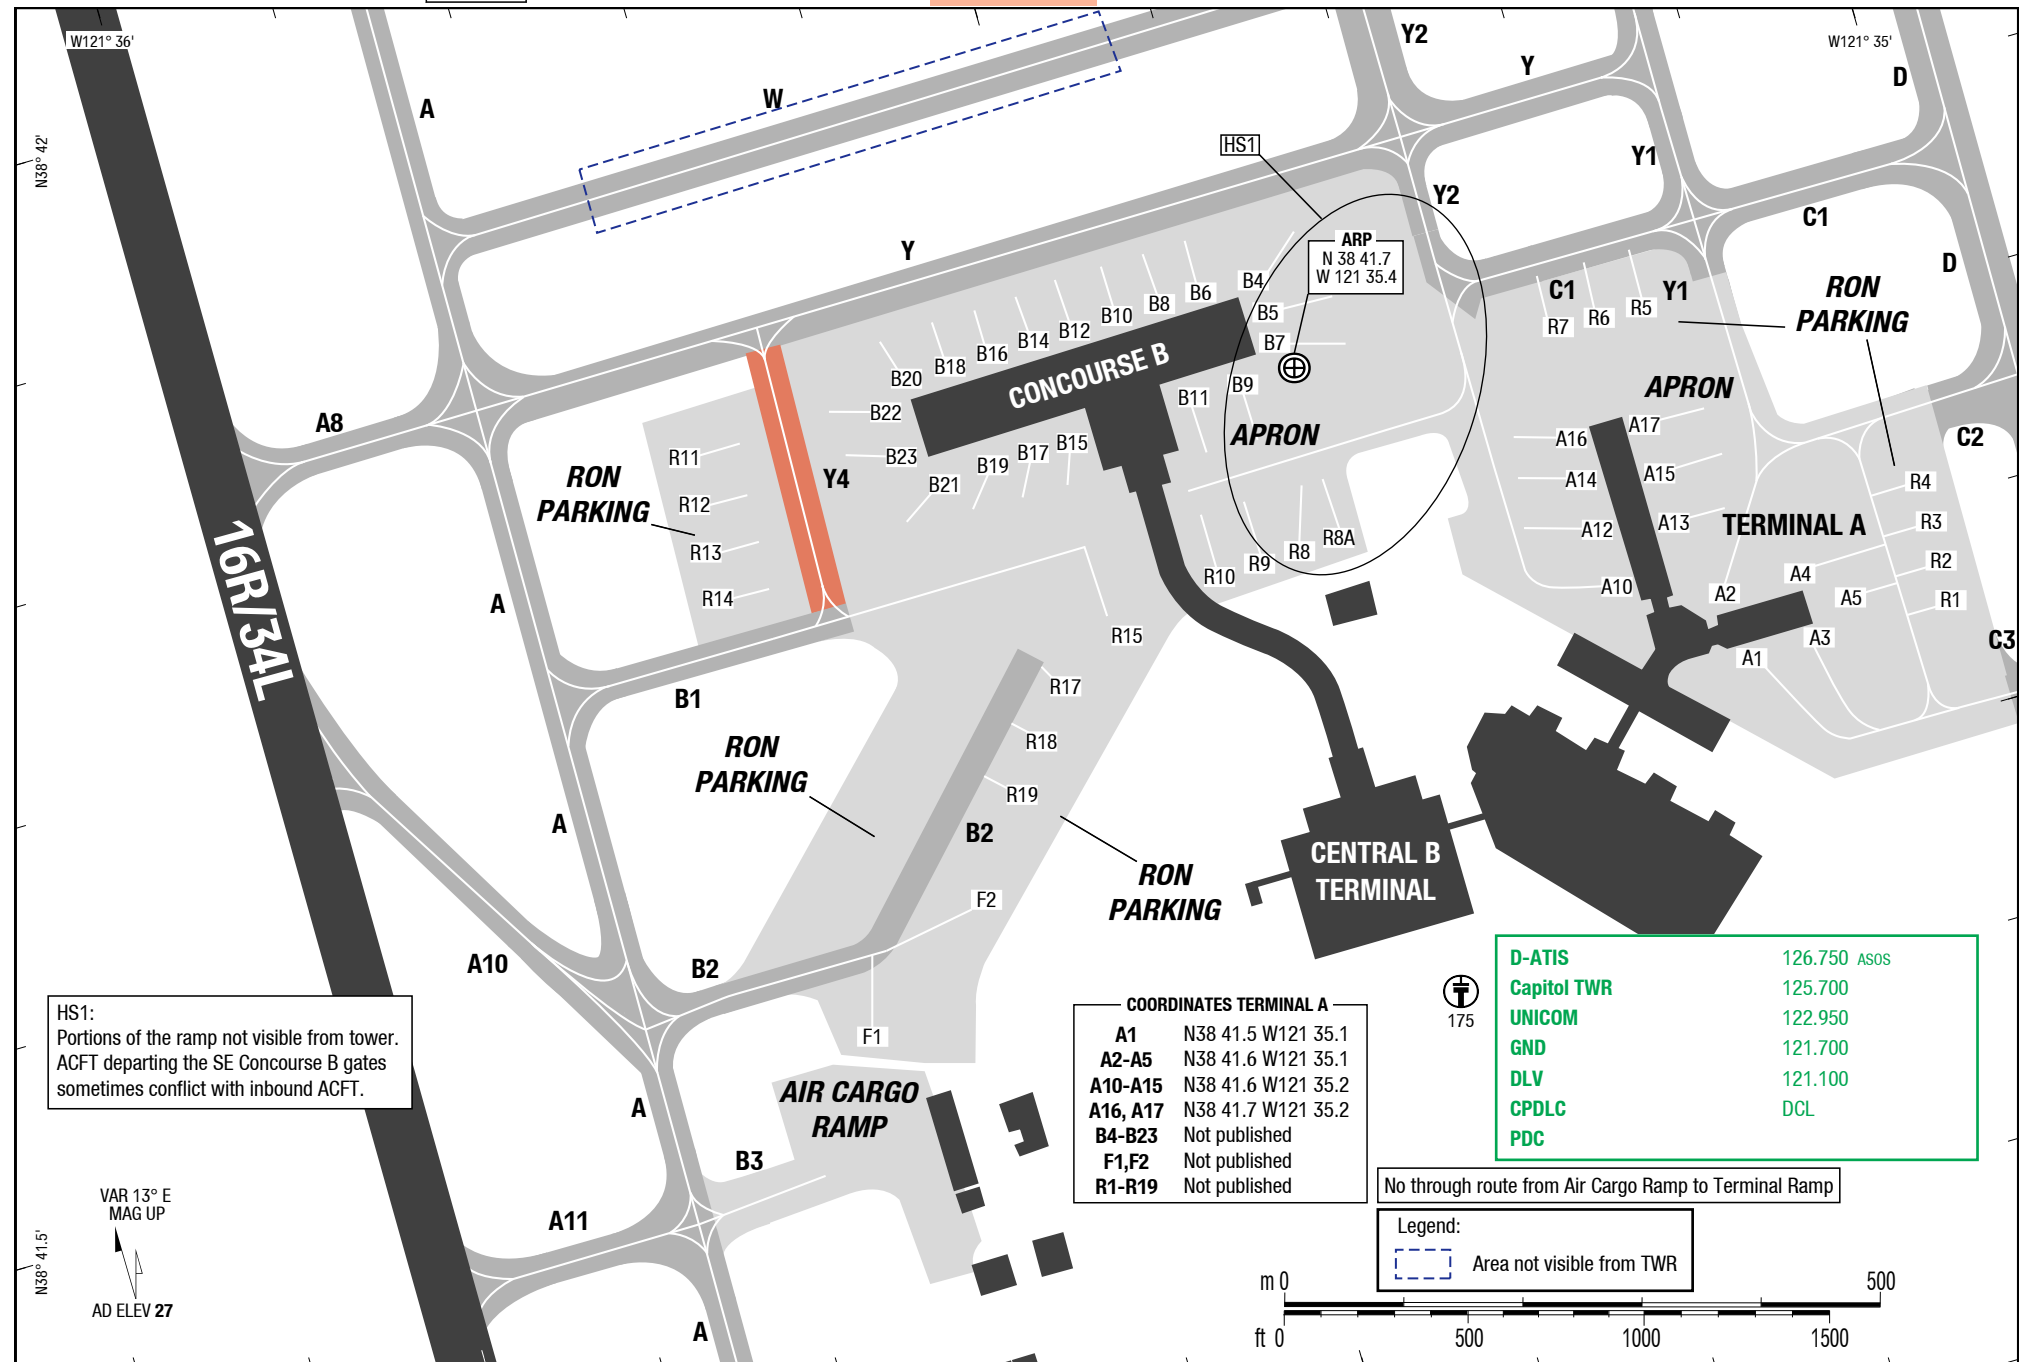 W121° 36'
A
W
Y2
Y
W121° 35'
D
N38° 42'
HS1
Y1
Y2
C1
Y
ARP
N 38 41.7
W 121 35.4
D
B4
B6
B8
B10
B12
B14
B16
B18
B20
B5
B7
C1
Y1
R7
R6
R5
RON
PARKING
CONCOURSE B
B22
B23
B9
B11
APRON
APRON
A8
R11
R12
R13
R14
RON
PARKING
Y4
B21
B19
B17
B15
A16
A17
A14
A15
A12
A13
A10
TERMINAL A
C2
R4
R3
R2
R1
R10
R9
R8
R8A
A2
A4
A5
A3
A1
C3
16R/34L
A
R15
B1
R17
R18
R19
RON
PARKING
B2
A
RON
PARKING
CENTRAL B
TERMINAL
F2
A10
B2
F1
HS1:
Portions of the ramp not visible from tower.
ACFT departing the SE Concourse B gates
sometimes conflict with inbound ACFT.
175
D-ATIS 126.750 ASOS
Capitol TWR 125.700
UNICOM 122.950
GND 121.700
DLV 121.100
CPDLC DCL
PDC
COORDINATES TERMINAL A
A1 N38 41.5 W121 35.1
A2-A5 N38 41.6 W121 35.1
A10-A15 N38 41.6 W121 35.2
A16, A17 N38 41.7 W121 35.2
B4-B23 Not published
F1,F2 Not published
R1-R19 Not published
AIR CARGO
RAMP
A
B3
No through route from Air Cargo Ramp to Terminal Ramp
VAR 13° E
MAG UP
A11
Legend:
Area not visible from TWR
N38° 41.5'
AD ELEV 27
A
m 0 500
ft 0 500 1000 1500